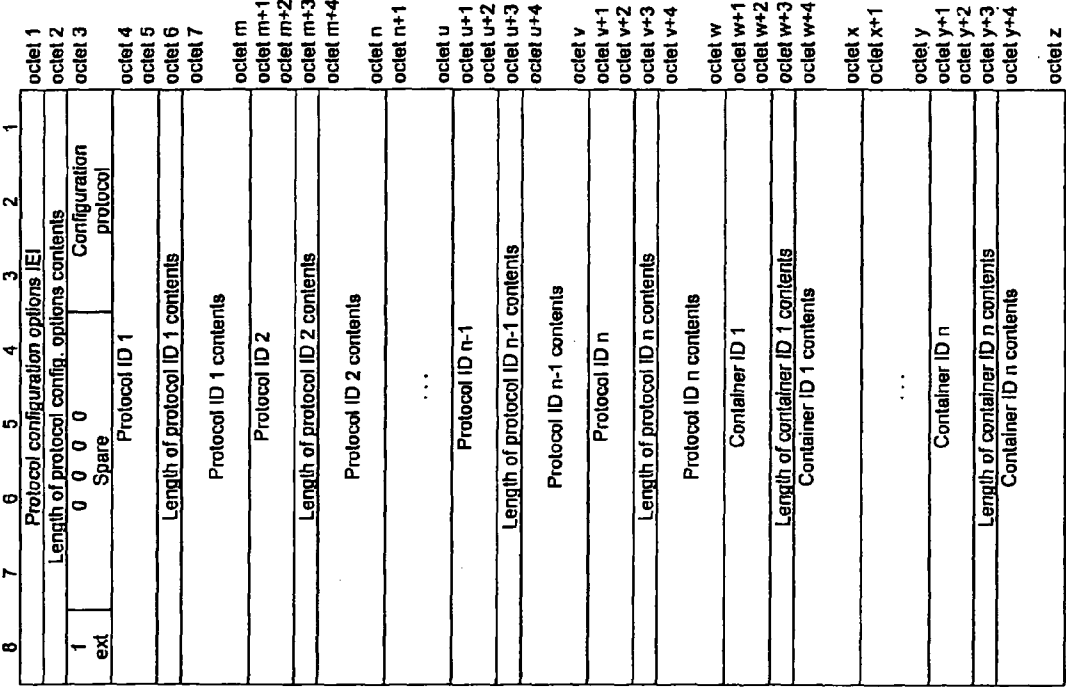 8 7 6 5 4 3 2 1
Protocol configuration options IEI octet 1
Length of protocol config. options contents octet 2
1 0 0 0 0 Configuration octet 3
ext Spare protocol
Protocol ID 1 octet 4
octet 5
Length of protocol ID 1 contents octet 6
octet 7
Protocol ID 1 contents
octet m
Protocol ID 2 octet m+1
octet m+2
Length of protocol ID 2 contents octet m+3
octet m+4
Protocol ID 2 contents
octet n
octet n+1
...
octet u
Protocol ID n-1 octet u+1
octet u+2
Length of protocol ID n-1 contents octet u+3
octet u+4
Protocol ID n-1 contents
octet v
Protocol ID n octet v+1
octet v+2
Length of protocol ID n contents octet v+3
octet v+4
Protocol ID n contents
octet w
Container ID 1 octet w+1
octet w+2
Length of container ID 1 contents octet w+3
Container ID 1 contents octet w+4
octet x
octet x+1
...
octet y
Container ID n octet y+1
octet y+2
Length of container ID n contents octet y+3
Container ID n contents octet y+4
octet z